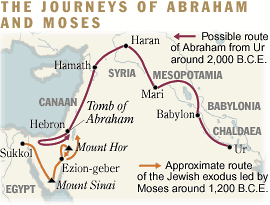 THE JOURNEYS OF ABRAHAM
AND MOSES
Possible route
of Abraham from Ur
around 2,000 B.C.E.
Haran
Hamath
SYRIA
MESOPOTAMIA
Mari
CANAAN
Tomb of
Abraham
BABYLONIA
Babylon
Hebron
CHALDAEA
Sukkol
Mount Hor
Ur
Ezion-geber
EGYPT
Mount Sinai
Approximate route
of the Jewish exodus led by
Moses around 1,200 B.C.E.